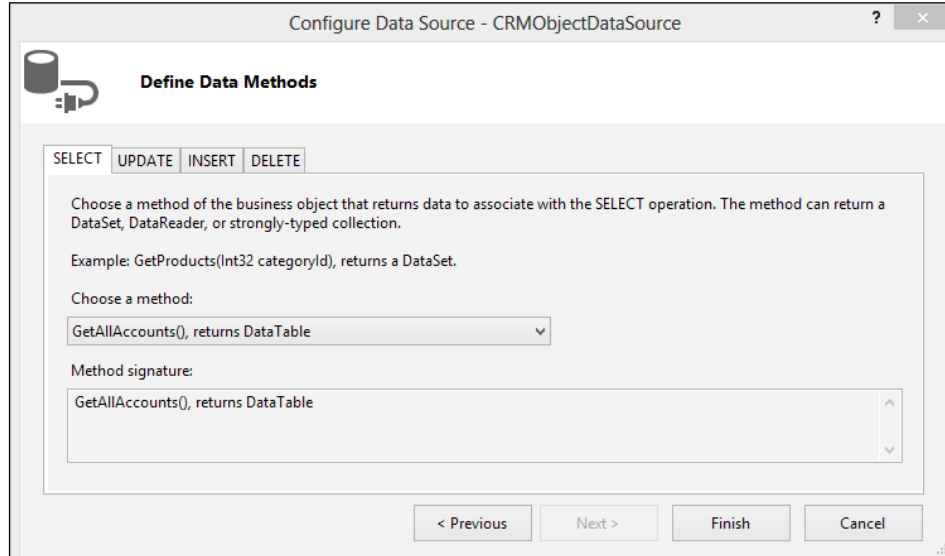 Configure Data Source - CRMObjectDataSource
?
Define Data Methods
SELECT UPDATE INSERT DELETE
Choose a method of the business object that returns data to associate with the SELECT operation. The method can return a
DataSet, DataReader, or strongly-typed collection.
Example: GetProducts(Int32 categoryId), returns a DataSet.
Choose a method:
GetAllAccounts(), returns DataTable
Method signature:
GetAllAccounts(), returns DataTable
< Previous Next > Finish Cancel